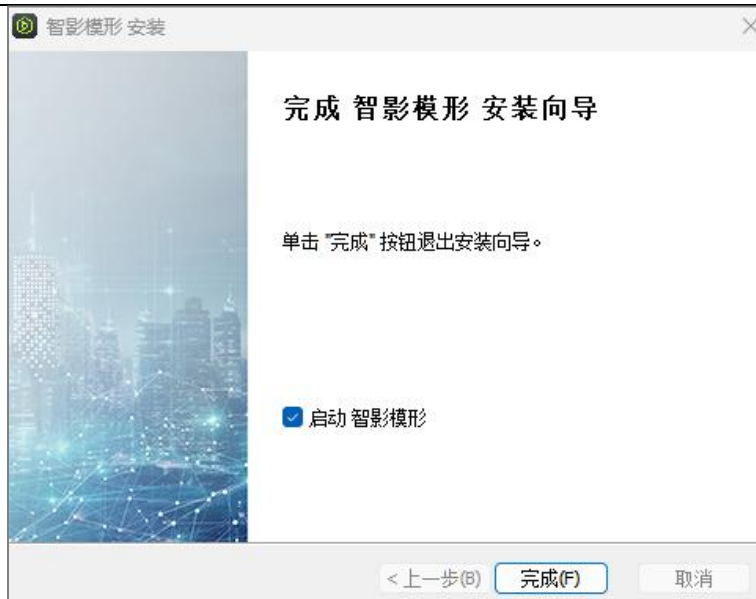 智影模形 安装
完成 智影模形 安装向导
单击 "完成" 按钮退出安装向导。
启动 智影模形
<上一步(B) 完成(F) 取消